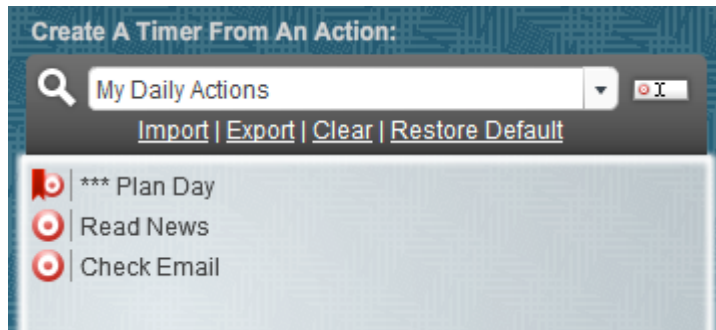 Create A Timer From An Action:
My Daily Actions
Import | Export | Clear | Restore Default
*** Plan Day
Read News
Check Email